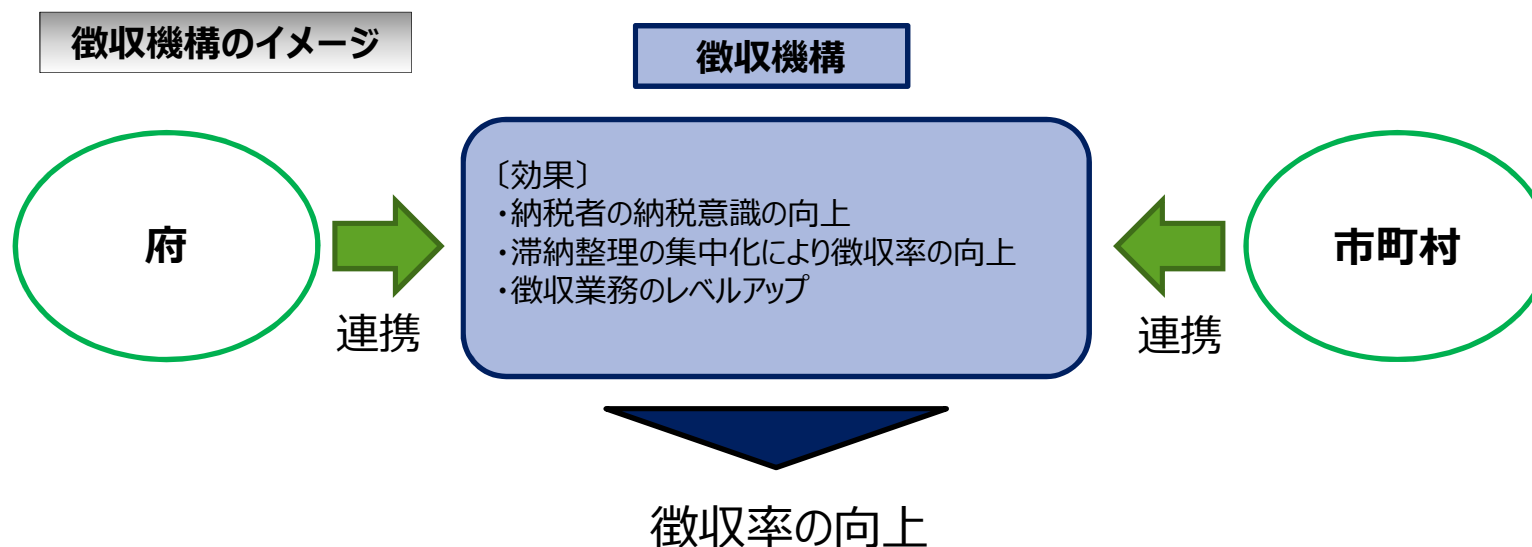 徴収機構のイメージ
徴収機構
府
連携
〔効果〕
・納税者の納税意識の向上
・滞納整理の集中化により徴収率の向上
・徴収業務のレベルアップ
連携
市町村
徴収率の向上